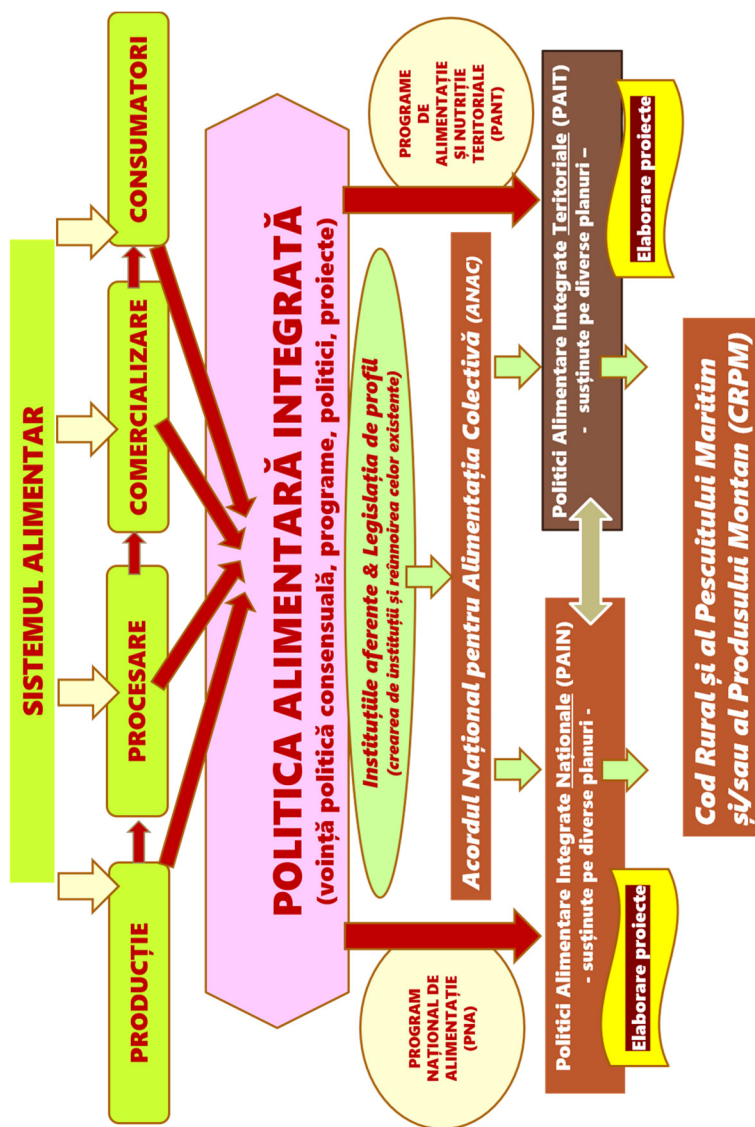 SISTEMUL ALIMENTAR
PRODUCȚIE
PROCESARE
COMERCIALIZARE
CONSUMATORI
POLITICA ALIMENTARĂ INTEGRATĂ
(voință politică consensuală, programe, politici, proiecte)
Instituțiile aferente & Legislația de profil
(crearea de instituții și reînnoirea celor existente)
PROGRAM
NAȚIONAL DE
ALIMENTAȚIE
(PNA)
PROGRAME
DE
ALIMENTAȚIE
ȘI NUTRIȚIE
TERITORIALE
(PANT)
Acordul Național pentru Alimentația Colectivă (ANAC)
Politici Alimentare Integrate Naționale (PAIN)
- susținute pe diverse planuri -
Elaborare proiecte
Politici Alimentare Integrate Teritoriale (PAIT)
- susținute pe diverse planuri –
Elaborare proiecte
Cod Rural și al Pescuitului Maritim
și/sau al Produsului Montan (CRPM)